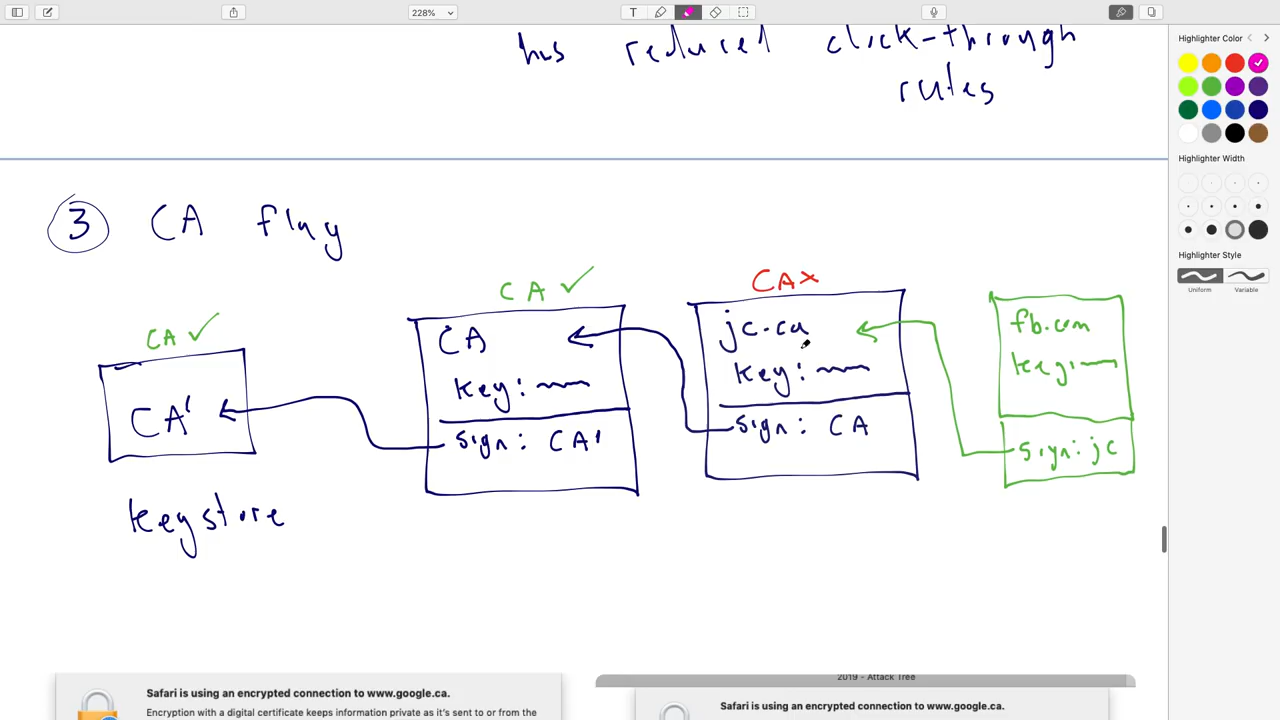 228%
T
Highlighter Color
has reduced click-through
rates
Highlighter Width
3 CA flag
Highlighter Style
Uniform Variable
CA ✓
CA'
keystore
CA ✓
CA
key:
sign: CA'
CA×
jc.ca
key:
sign: CA
fb.com
key:
sign: jc
Safari is using an encrypted connection to www.google.ca.
Encryption with a digital certificate keeps information private as it's sent to or from the
2019 - Attack Tree
Safari is using an encrypted connection to www.google.ca.